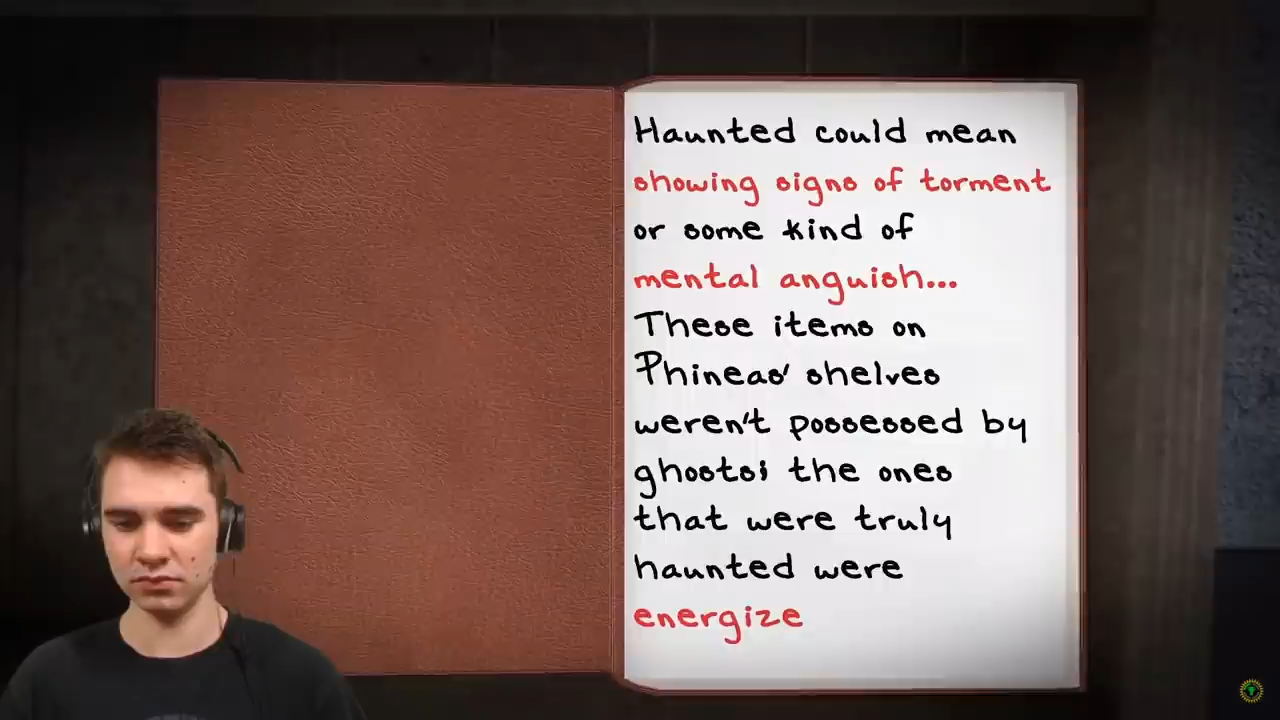 Haunted could mean
showing signs of torment
or some kind of
mental anguish...
These items on
Phineas' shelves
weren't possessed by
ghosts; the ones
that were truly
haunted were
energize